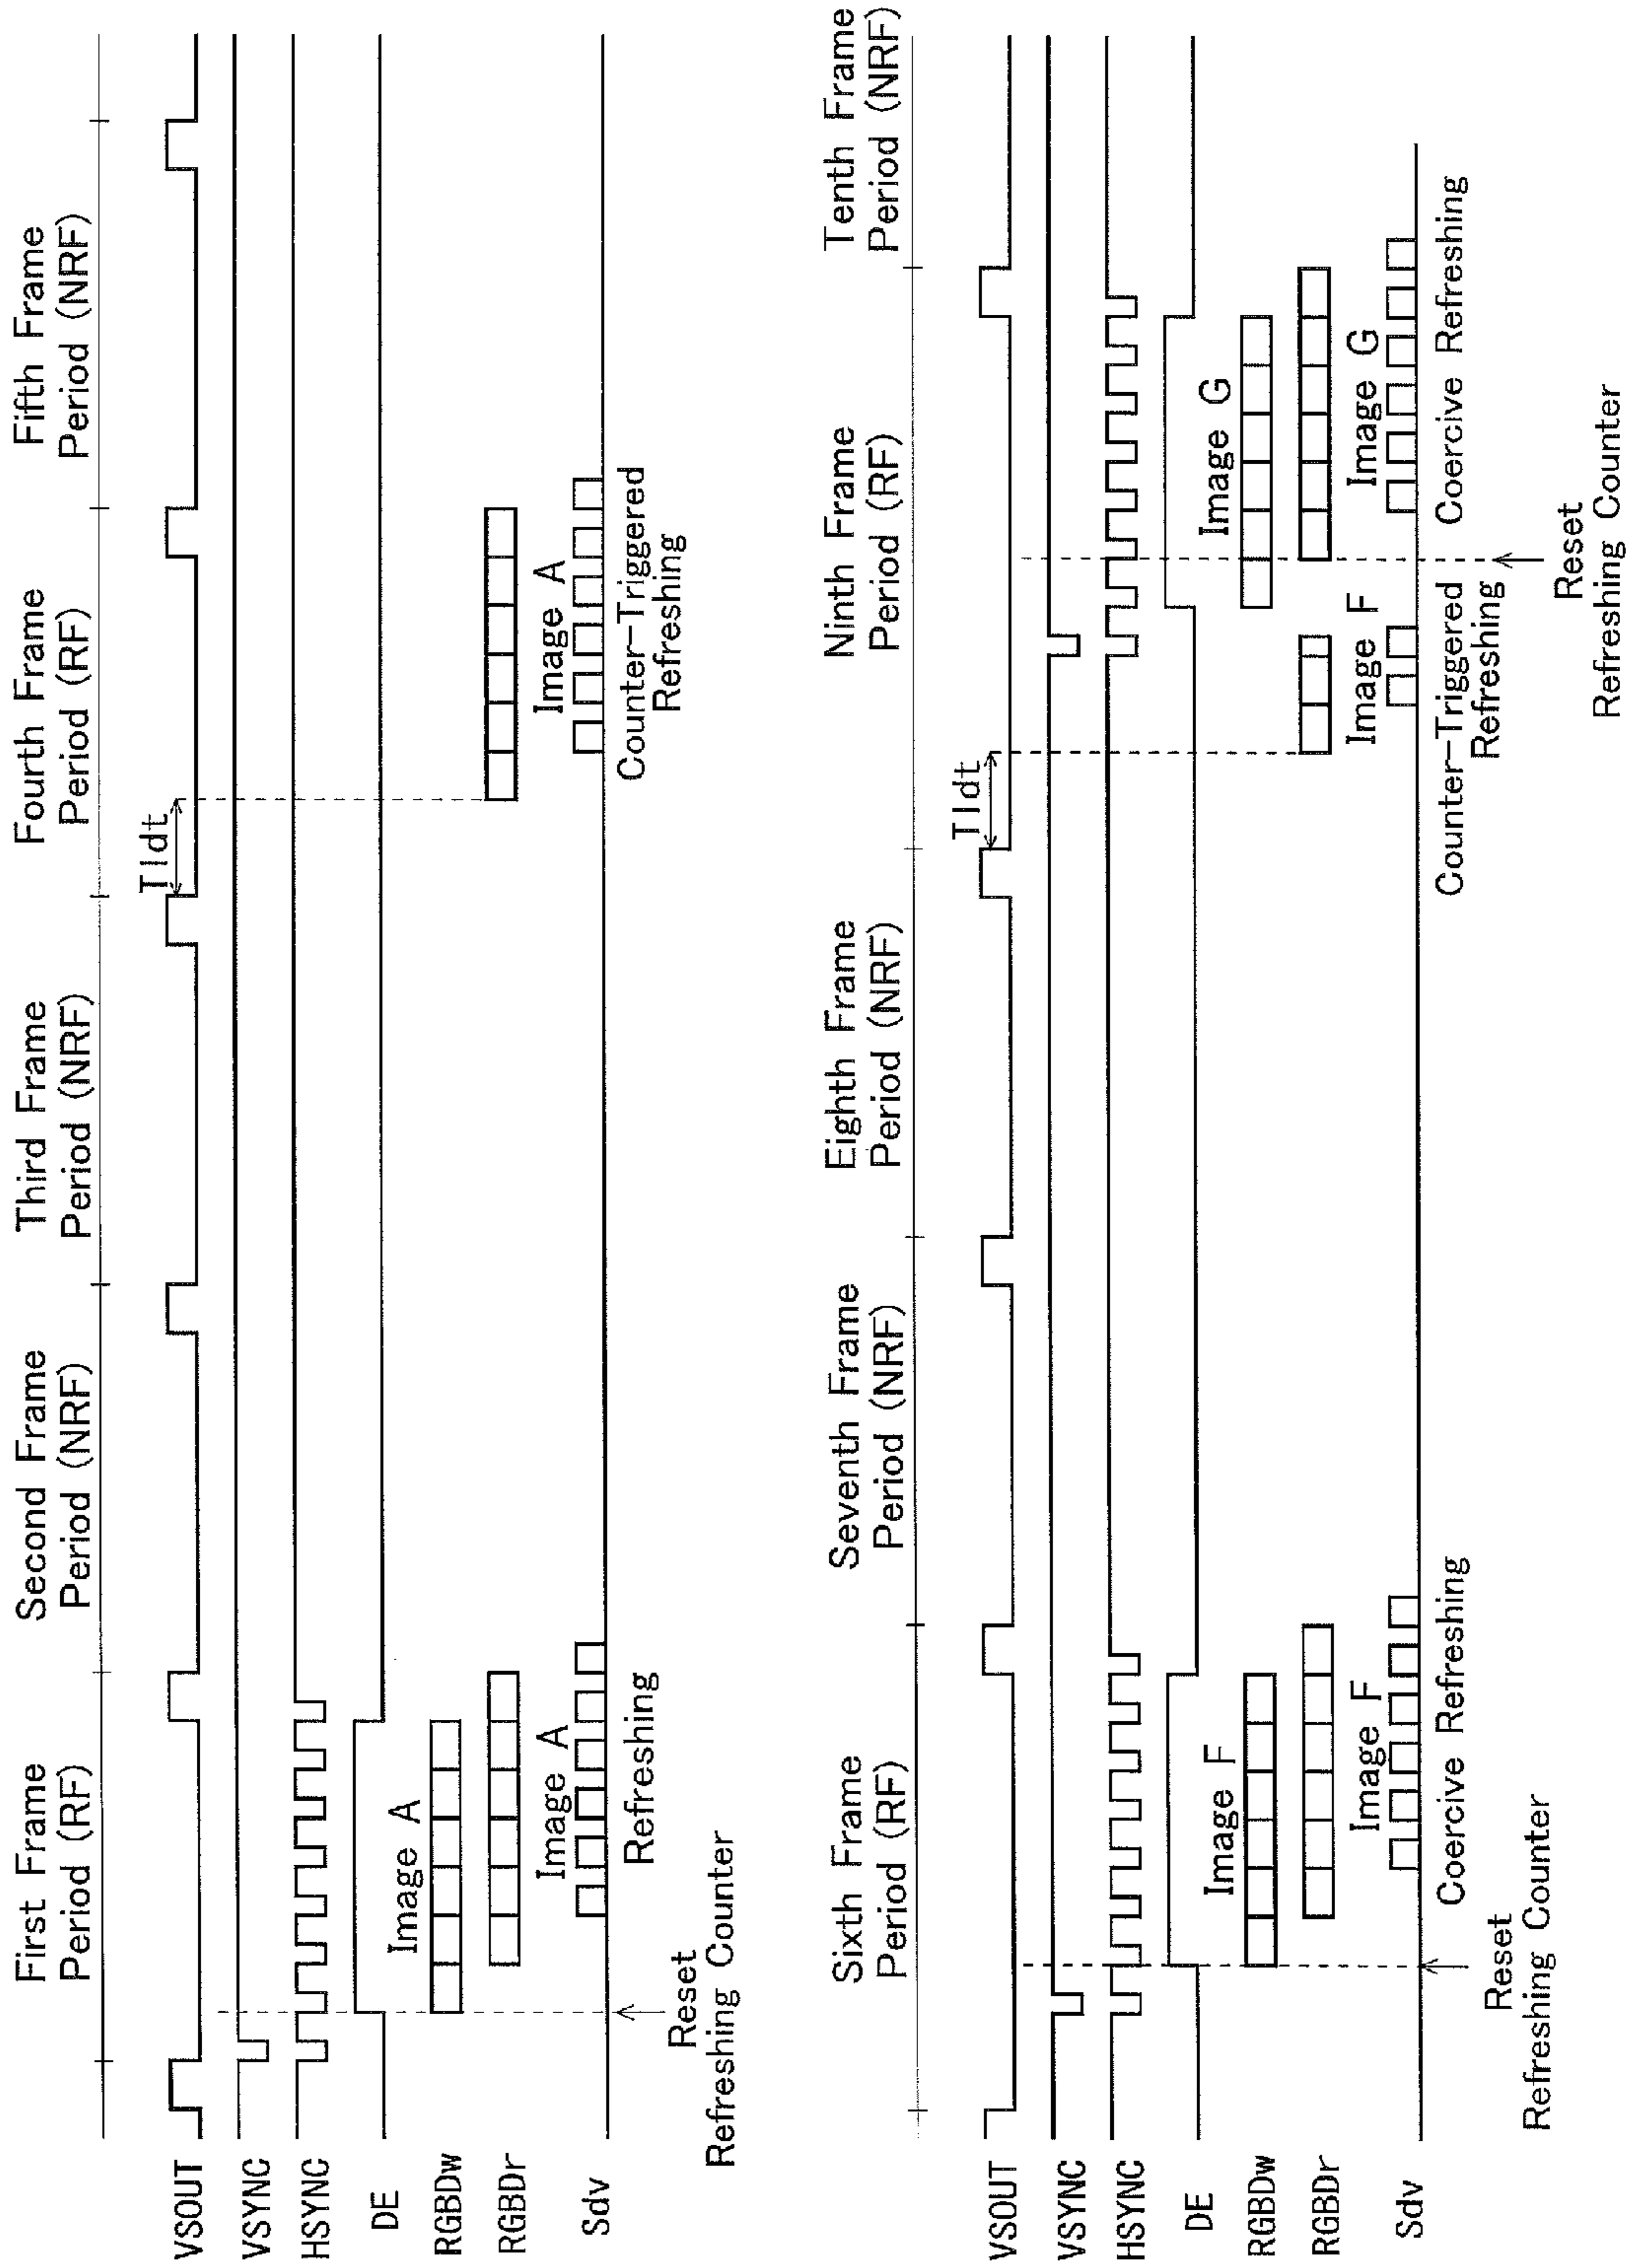 First Frame
Period (RF)
Second Frame
Period (NRF)
Third Frame
Period (NRF)
Fourth Frame
Period (RF)
Fifth Frame
Period (NRF)
VSOUT
Tldt
VSYNC
HSYNC
DE
Image A
RGBDw
RGBDr
Image A
Image A
Sdv
Refreshing
Counter-Triggered
Refreshing
Reset
Refreshing Counter
Sixth Frame
Period (RF)
Seventh Frame
Period (NRF)
Eighth Frame
Period (NRF)
Ninth Frame
Period (RF)
Tenth Frame
Period (NRF)
VSOUT
Tldt
VSYNC
HSYNC
DE
Image F
Image G
RGBDw
RGBDr
Image F
Image F
Image G
Sdv
Coercive Refreshing
Counter-Triggered
Refreshing
Coercive Refreshing
Reset
Refreshing Counter
Reset
Refreshing Counter